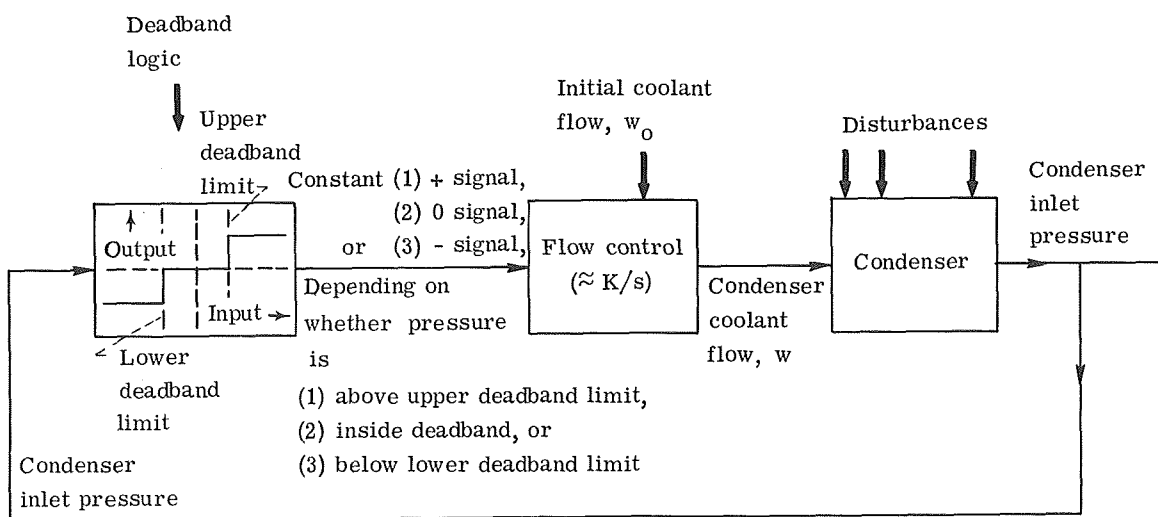 Deadband
logic
Upper
deadband
limit
Constant (1) + signal,
(2) 0 signal,
or (3) - signal,
Initial coolant
flow, w₀
Disturbances
Condenser
inlet
pressure
Output
Input
Flow control
(≈ K/s)
Condenser
Depending on
whether pressure
is
(1) above upper deadband limit,
(2) inside deadband, or
(3) below lower deadband limit
Condenser
coolant
flow, w
Lower
deadband
limit
Condenser
inlet pressure